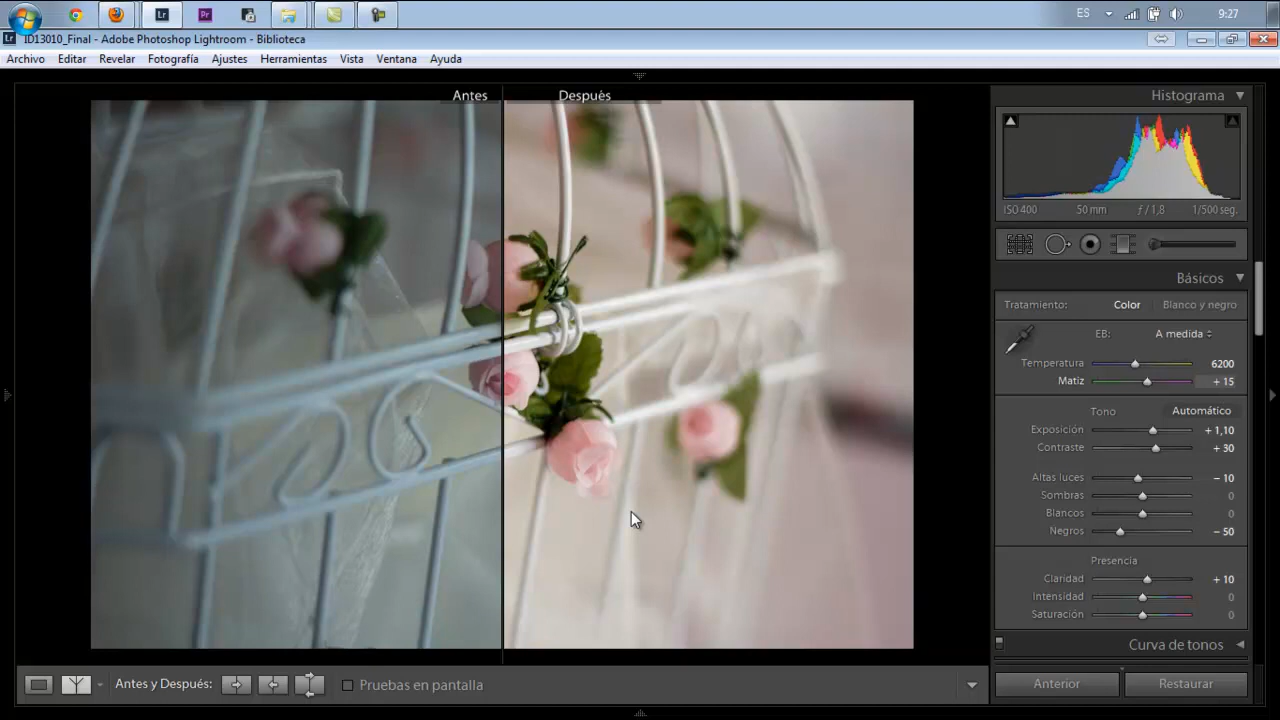 Lr
Pr
ES
9:27
Lr
ID13010_Final - Adobe Photoshop Lightroom - Biblioteca
Archivo Editar Revelar Fotografía Ajustes Herramientas Vista Ventana Ayuda
Antes Después
Histograma
ISO 400 50 mm ƒ / 1,8 1/500 seg.
Básicos
Tratamiento: Color Blanco y negro
EB: A medida
Temperatura 6200
Matiz + 15
Tono Automático
Exposición + 1,10
Contraste + 30
Altas luces − 10
Sombras 0
Blancos 0
Negros − 50
Presencia
Claridad + 10
Intensidad 0
Saturación 0
Curva de tonos
Antes y Después: Pruebas en pantalla
Anterior Restaurar